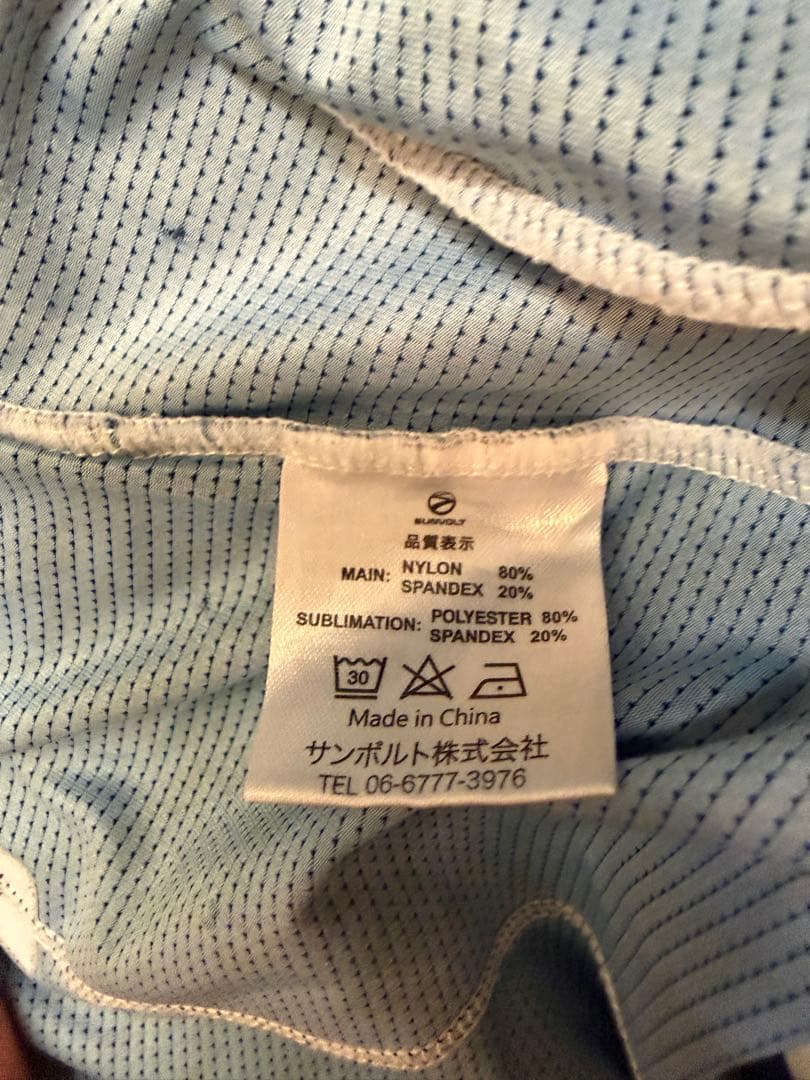 SUNVOLT
品質表示
MAIN: NYLON 80%
SPANDEX 20%
SUBLIMATION: POLYESTER 80%
SPANDEX 20%
30
Made in China
サンボルト株式会社
TEL 06-6777-3976